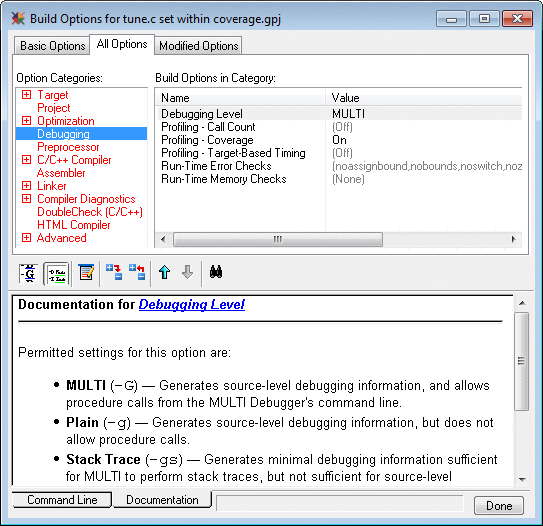 Build Options for tune.c set within coverage.gpj
Basic Options All Options Modified Options
Option Categories:
Target
Project
Optimization
Debugging
Preprocessor
C/C++ Compiler
Assembler
Linker
Compiler Diagnostics
DoubleCheck (C/C++)
HTML Compiler
Advanced
Build Options in Category:
Name Value
Debugging Level MULTI
Profiling - Call Count (Off)
Profiling - Coverage On
Profiling - Target-Based Timing (Off)
Run-Time Error Checks (noassignbound,nobounds,noswitch,noz
Run-Time Memory Checks (None)
Documentation for Debugging Level
Permitted settings for this option are:
• MULTI (-G) — Generates source-level debugging information, and allows
procedure calls from the MULTI Debugger's command line.
• Plain (-g) — Generates source-level debugging information, but does not
allow procedure calls.
• Stack Trace (-gs) — Generates minimal debugging information sufficient
for MULTI to perform stack traces, but not sufficient for source-level
Command Line Documentation
Done